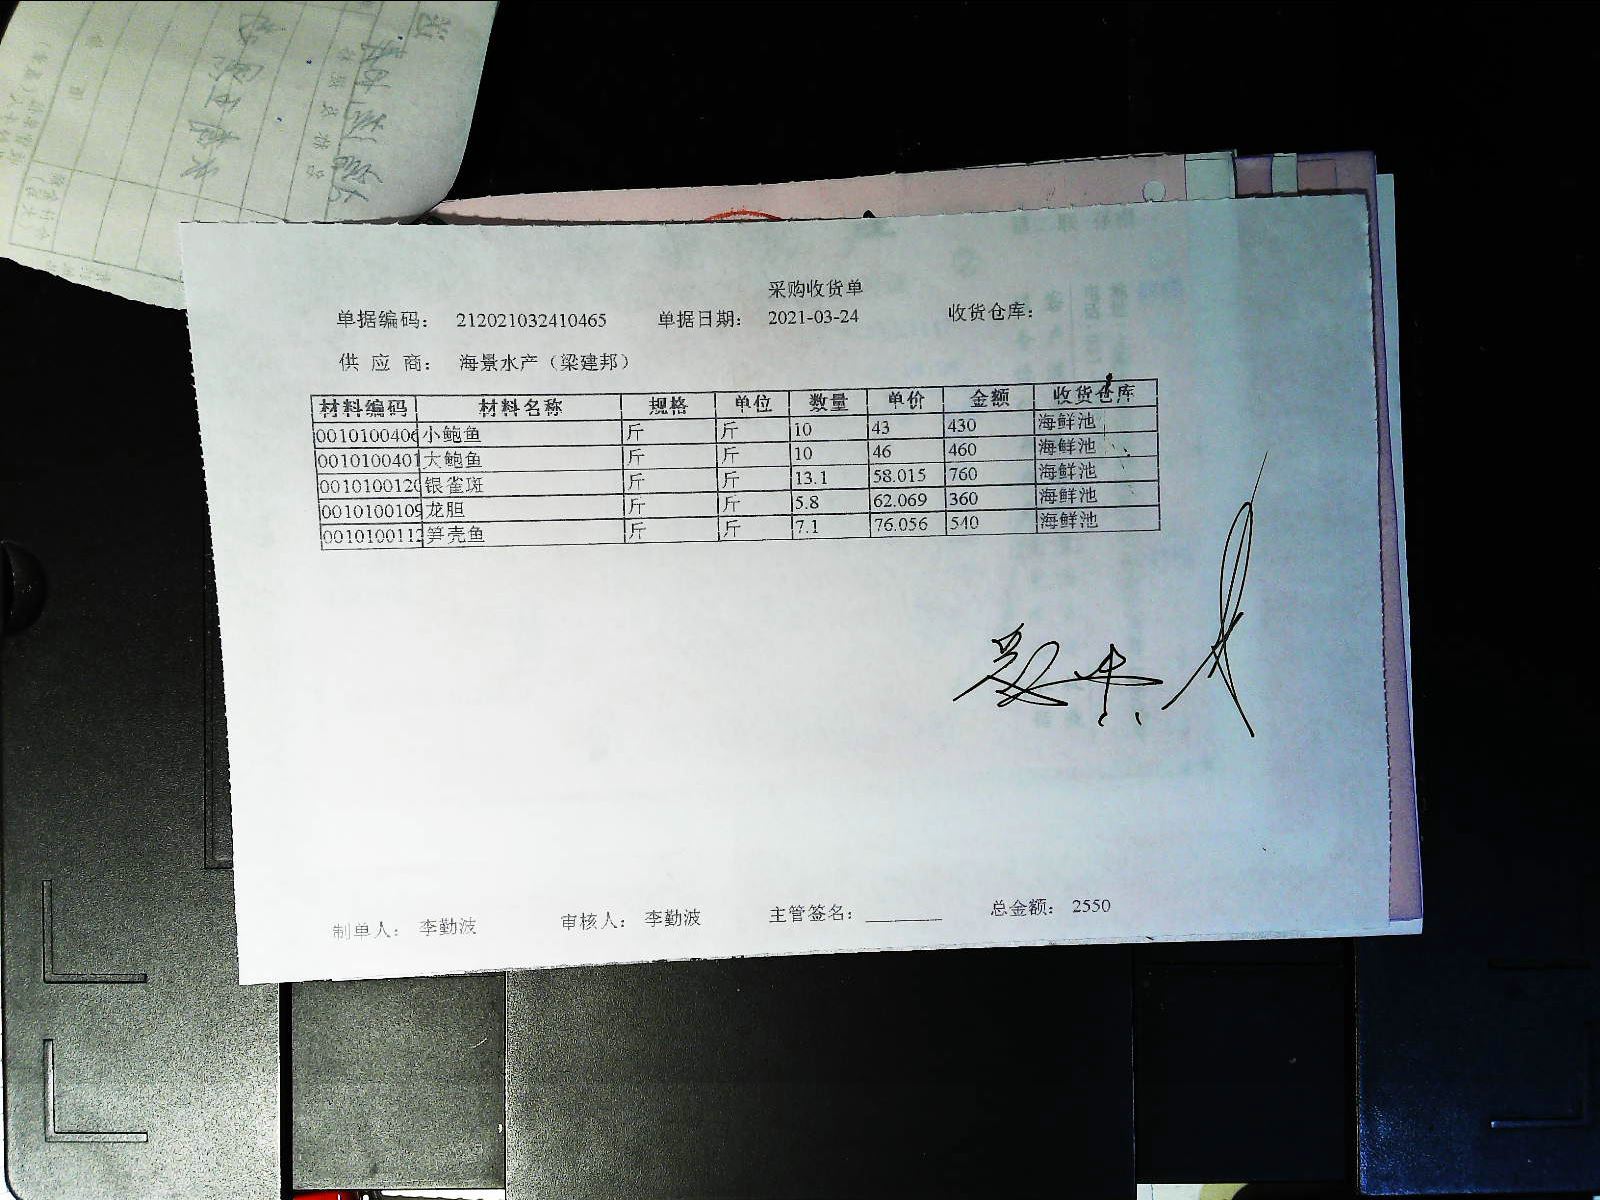 采购收货单
单据编码： 212021032410465 单据日期： 2021-03-24 收货仓库：
供 应 商： 海景水产（梁建邦）
材料编码 材料名称 规格 单位 数量 单价 金额 收货仓库
0010100406 小鲍鱼 斤 斤 10 43 430 海鲜池
0010100401 大鲍鱼 斤 斤 10 46 460 海鲜池
001010012 银雀斑 斤 斤 13.1 58.015 760 海鲜池
0010100109 龙胆 斤 斤 5.8 62.069 360 海鲜池
0010100112 笋壳鱼 斤 斤 7.1 76.056 540 海鲜池
制单人： 李勤波 审核人： 李勤波 主管签名： 总金额： 2550